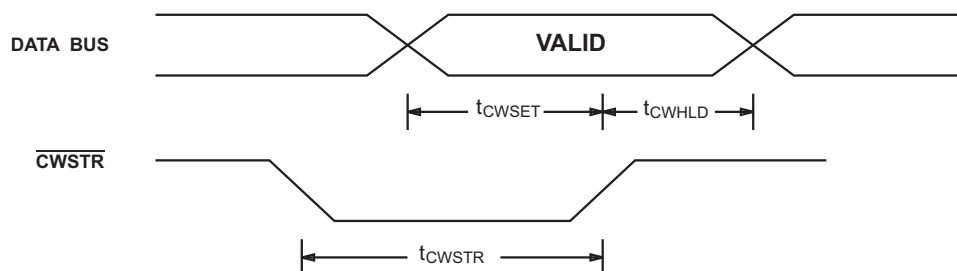 DATA BUS
VALID
tCWSET
tCWHLD
CWSTR
tCWSTR